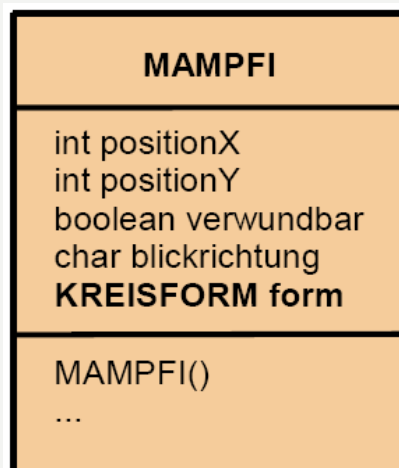 MAMPFI
int positionX
int positionY
boolean verwundbar
char blickrichtung
KREISFORM form
MAMPFI()
...